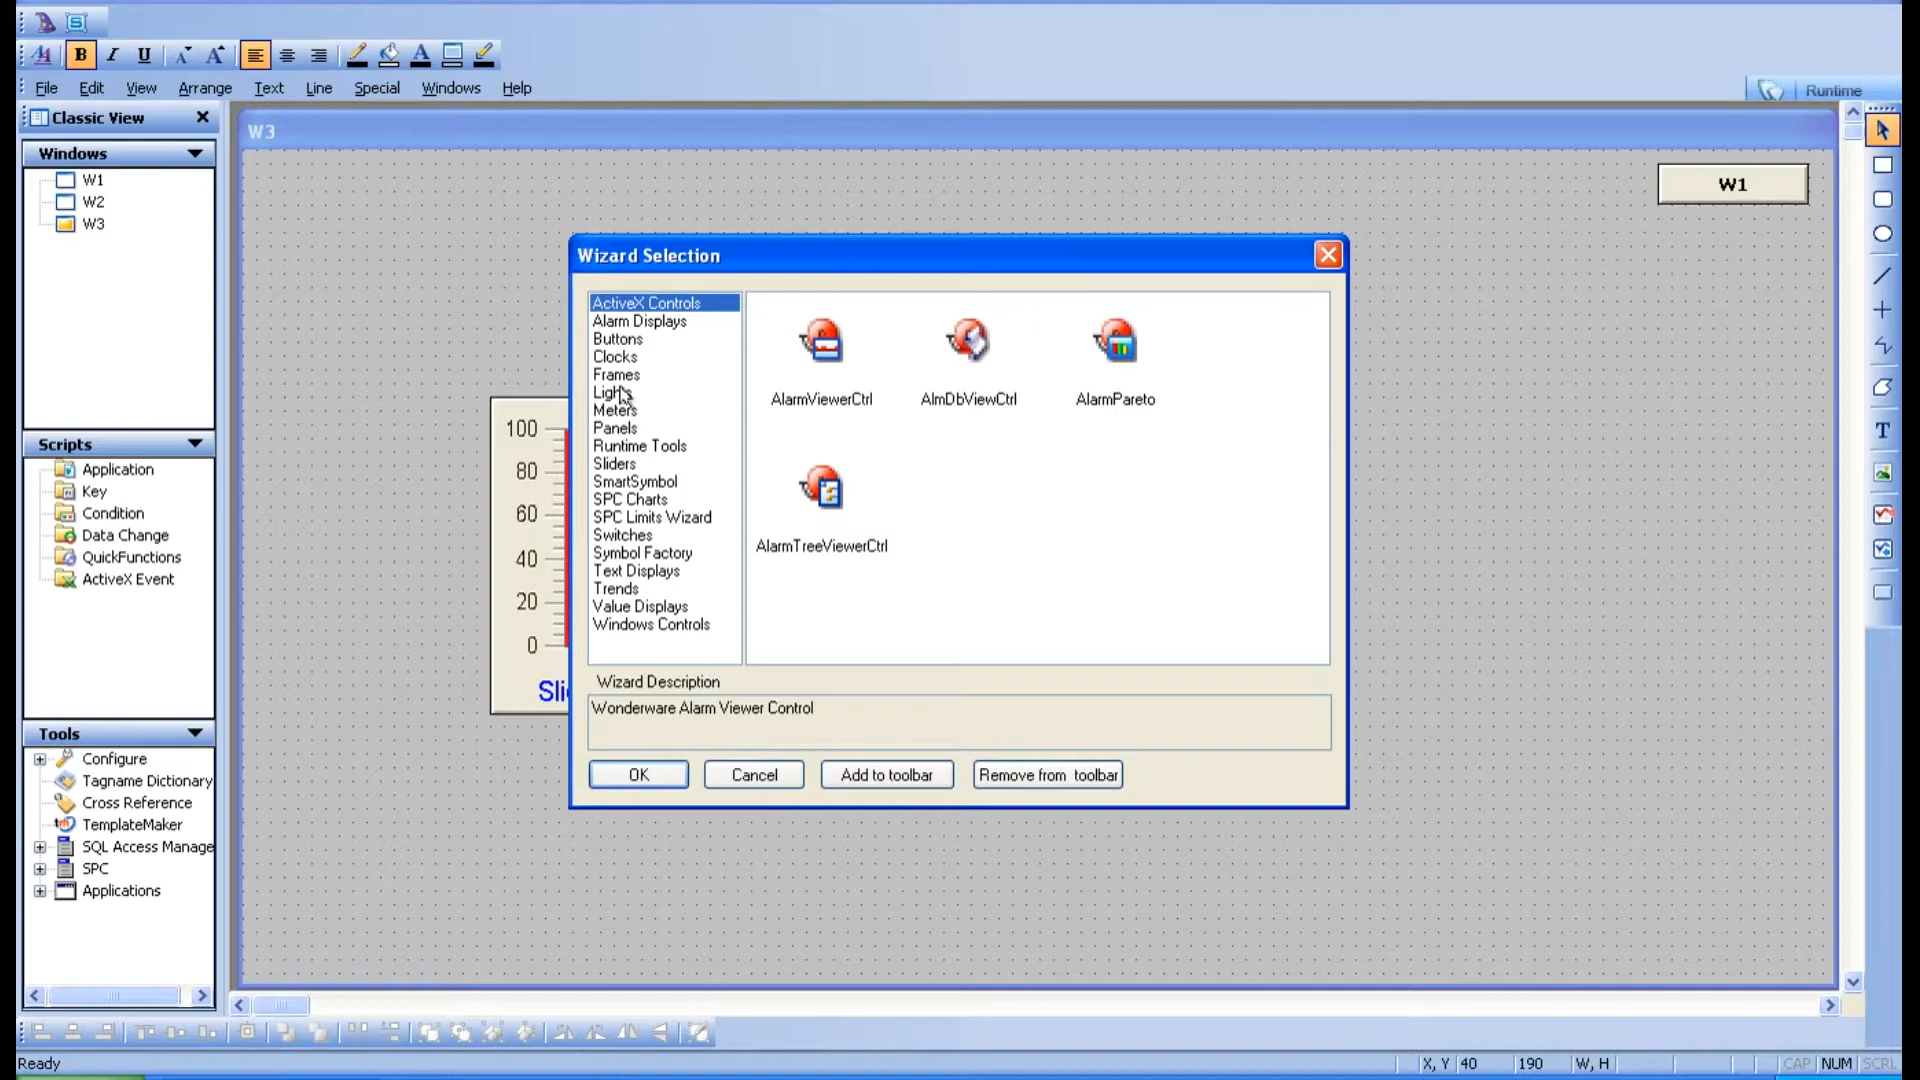 B I U A A A
File Edit View Arrange Text Line Special Windows Help
Runtime
Classic View
Windows
W1
W2
W3
Scripts
Application
Key
Condition
Data Change
QuickFunctions
ActiveX Event
Tools
Configure
Tagname Dictionary
Cross Reference
TemplateMaker
SQL Access Manage
SPC
Applications
W3
W1
100
80
60
40
20
0
Sli
Wizard Selection
ActiveX Controls
Alarm Displays
Buttons
Clocks
Frames
Lights
Meters
Panels
Runtime Tools
Sliders
SmartSymbol
SPC Charts
SPC Limits Wizard
Switches
Symbol Factory
Text Displays
Trends
Value Displays
Windows Controls
AlarmViewerCtrl
AlmDbViewCtrl
AlarmPareto
AlarmTreeViewerCtrl
Wizard Description
Wonderware Alarm Viewer Control
OK
Cancel
Add to toolbar
Remove from toolbar
T
Ready
X, Y 40 190 W, H CAP NUM SCRL